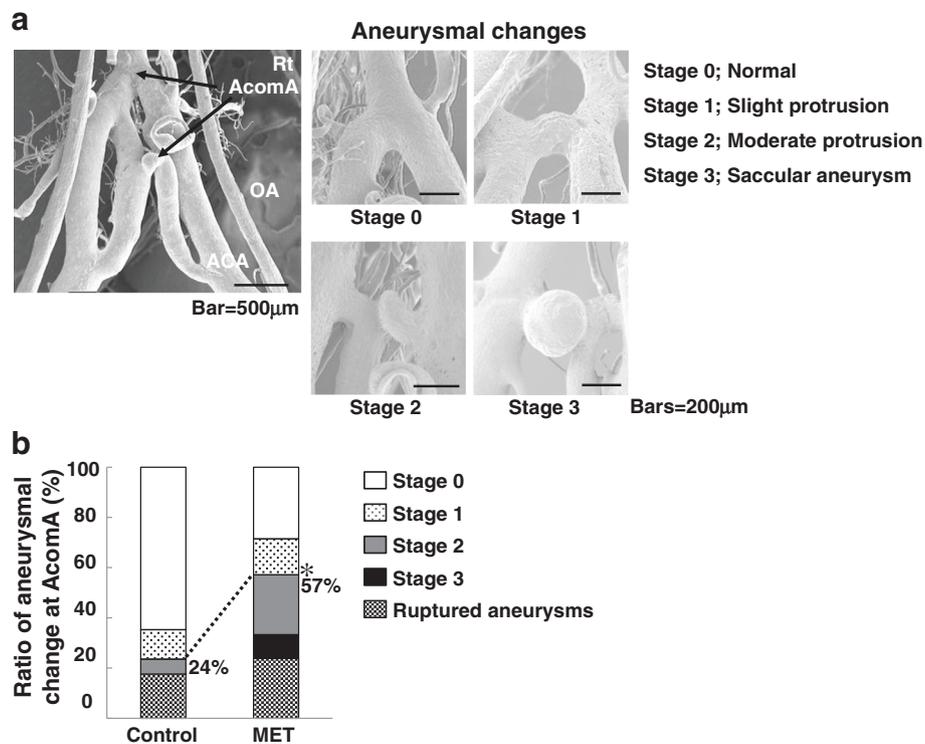 a
Aneurysmal changes
Rt
AcomA
OA
ACA
Bar=500μm
Stage 0
Stage 1
Stage 2
Stage 3
Bars=200μm
Stage 0; Normal
Stage 1; Slight protrusion
Stage 2; Moderate protrusion
Stage 3; Saccular aneurysm
b
Ratio of aneurysmal
change at AcomA (%)
100
80
60
40
20
0
24%
*
57%
Control
MET
Stage 0
Stage 1
Stage 2
Stage 3
Ruptured aneurysms